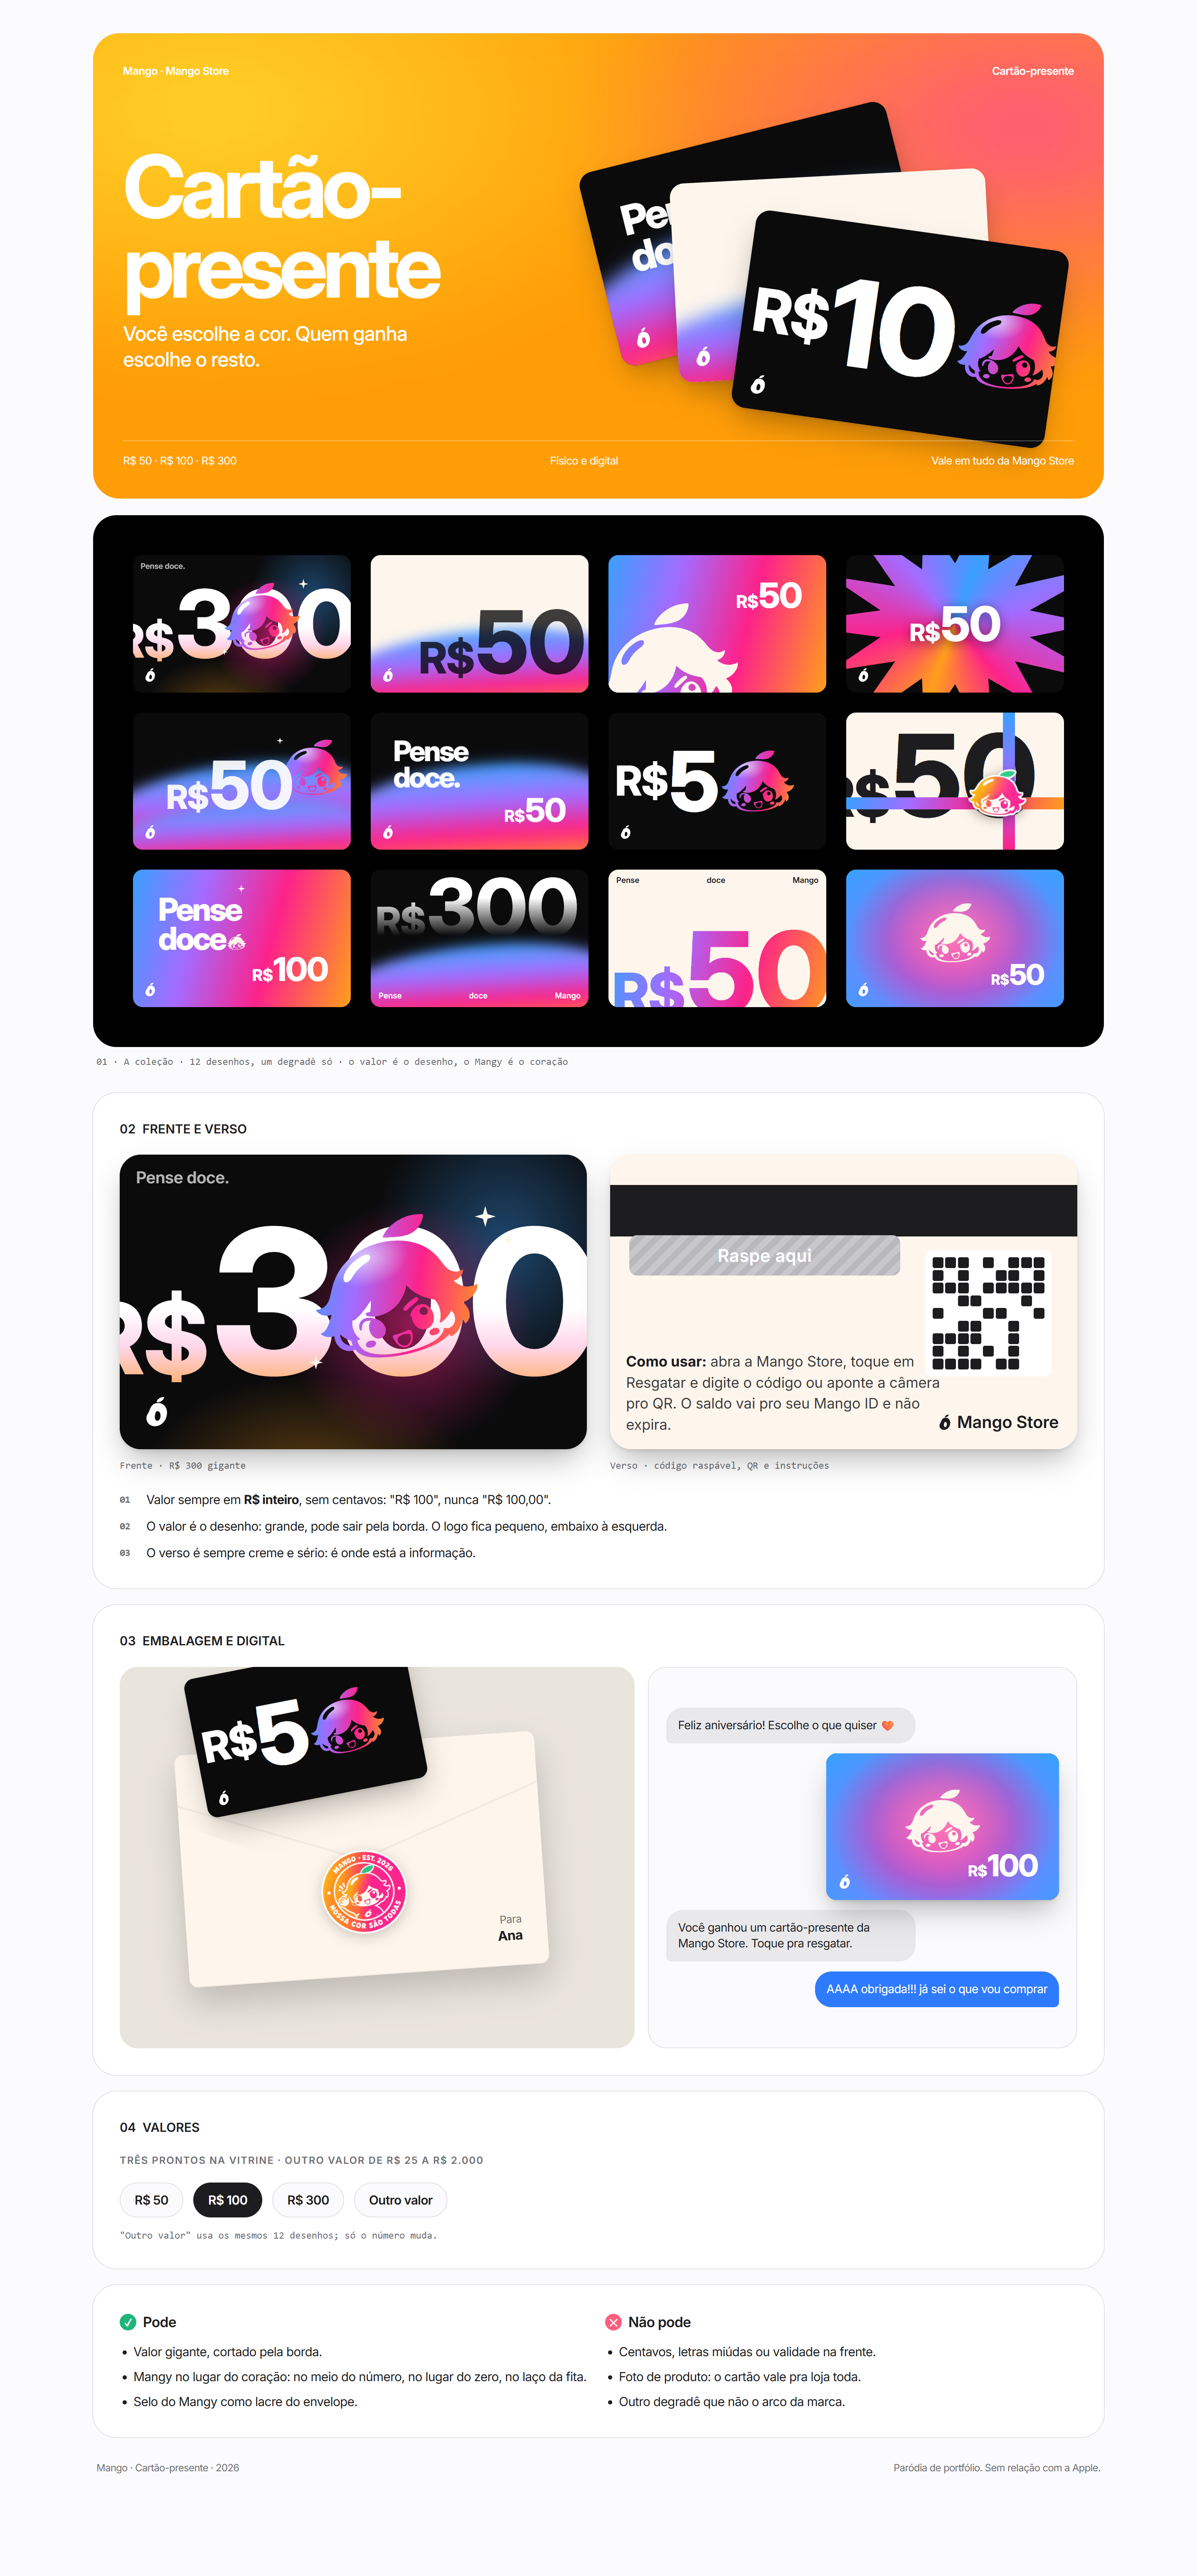 Mango · Mango Store
Cartão-presente
Cartão-
presente
Você escolhe a cor. Quem ganha
escolhe o resto.
Pen
do
R$10
R$ 50 · R$ 100 · R$ 300
Físico e digital
Vale em tudo da Mango Store
Pense doce.
R$300
R$50
R$50
R$50
R$50
Pense
doce.
R$50
R$5
R$50
Pense
doce
R$100
R$300
Pense doce Mango
Pense doce Mango
R$50
R$50
01 · A coleção · 12 desenhos, um degradê só · o valor é o desenho, o Mangy é o coração
02 FRENTE E VERSO
Pense doce.
R$300
Raspe aqui
Como usar: abra a Mango Store, toque em
Resgatar e digite o código ou aponte a câmera
pro QR. O saldo vai pro seu Mango ID e não
expira.
Mango Store
Frente · R$ 300 gigante
Verso · código raspável, QR e instruções
01 Valor sempre em R$ inteiro, sem centavos: "R$ 100", nunca "R$ 100,00".
02 O valor é o desenho: grande, pode sair pela borda. O logo fica pequeno, embaixo à esquerda.
03 O verso é sempre creme e sério: é onde está a informação.
03 EMBALAGEM E DIGITAL
R$5
MANGO · EST. 2026
NOSSA COR SÃO TODAS
Para
Ana
Feliz aniversário! Escolhe o que quiser
R$100
Você ganhou um cartão-presente da
Mango Store. Toque pra resgatar.
AAAA obrigada!!! já sei o que vou comprar
04 VALORES
TRÊS PRONTOS NA VITRINE · OUTRO VALOR DE R$ 25 A R$ 2.000
R$ 50
R$ 100
R$ 300
Outro valor
"Outro valor" usa os mesmos 12 desenhos; só o número muda.
Pode
• Valor gigante, cortado pela borda.
• Mangy no lugar do coração: no meio do número, no lugar do zero, no laço da fita.
• Selo do Mangy como lacre do envelope.
Não pode
• Centavos, letras miúdas ou validade na frente.
• Foto de produto: o cartão vale pra loja toda.
• Outro degradê que não o arco da marca.
Mango · Cartão-presente · 2026
Paródia de portfólio. Sem relação com a Apple.